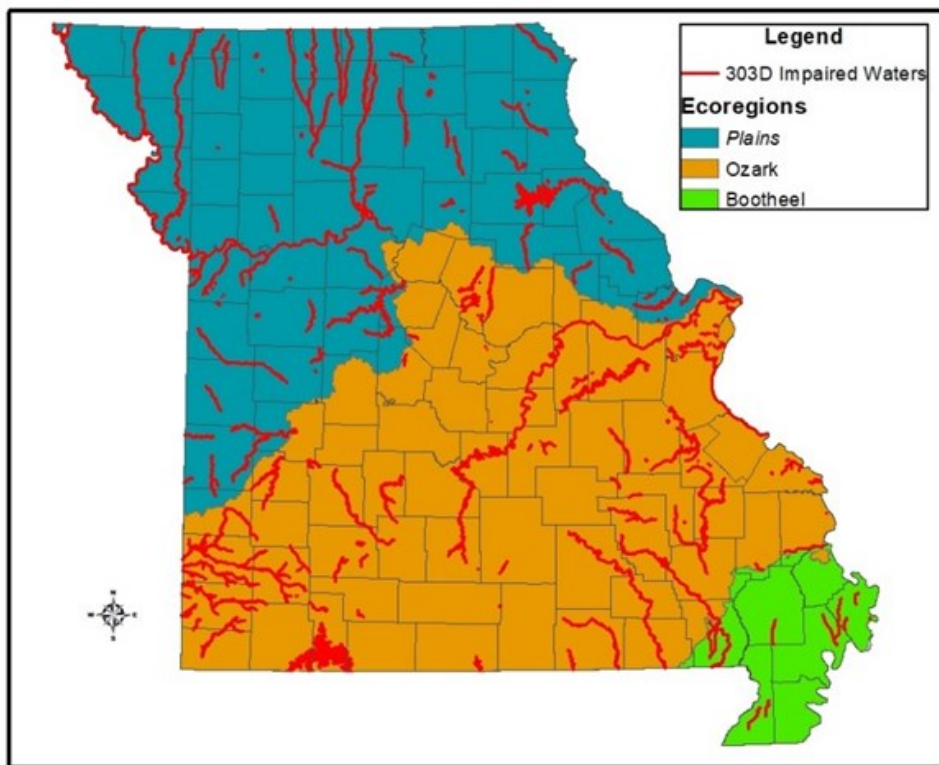 Legend
303D Impaired Waters
Ecoregions
Plains
Ozark
Bootheel
N
W E
S